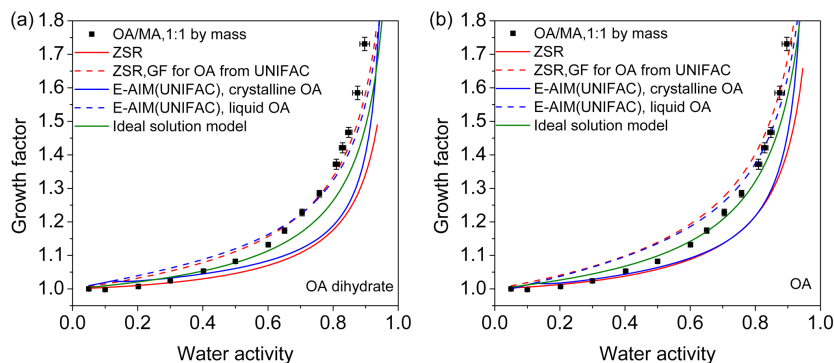 (a)
OA/MA,1:1 by mass
ZSR
ZSR,GF for OA from UNIFAC
E-AIM(UNIFAC), crystalline OA
E-AIM(UNIFAC), liquid OA
Ideal solution model
Growth factor
1.8
1.7
1.6
1.5
1.4
1.3
1.2
1.1
1.0
OA dihydrate
0.0 0.2 0.4 0.6 0.8 1.0
Water activity
(b)
OA/MA,1:1 by mass
ZSR
ZSR,GF for OA from UNIFAC
E-AIM(UNIFAC), crystalline OA
E-AIM(UNIFAC), liquid OA
Ideal solution model
Growth factor
1.8
1.7
1.6
1.5
1.4
1.3
1.2
1.1
1.0
OA
0.0 0.2 0.4 0.6 0.8 1.0
Water activity